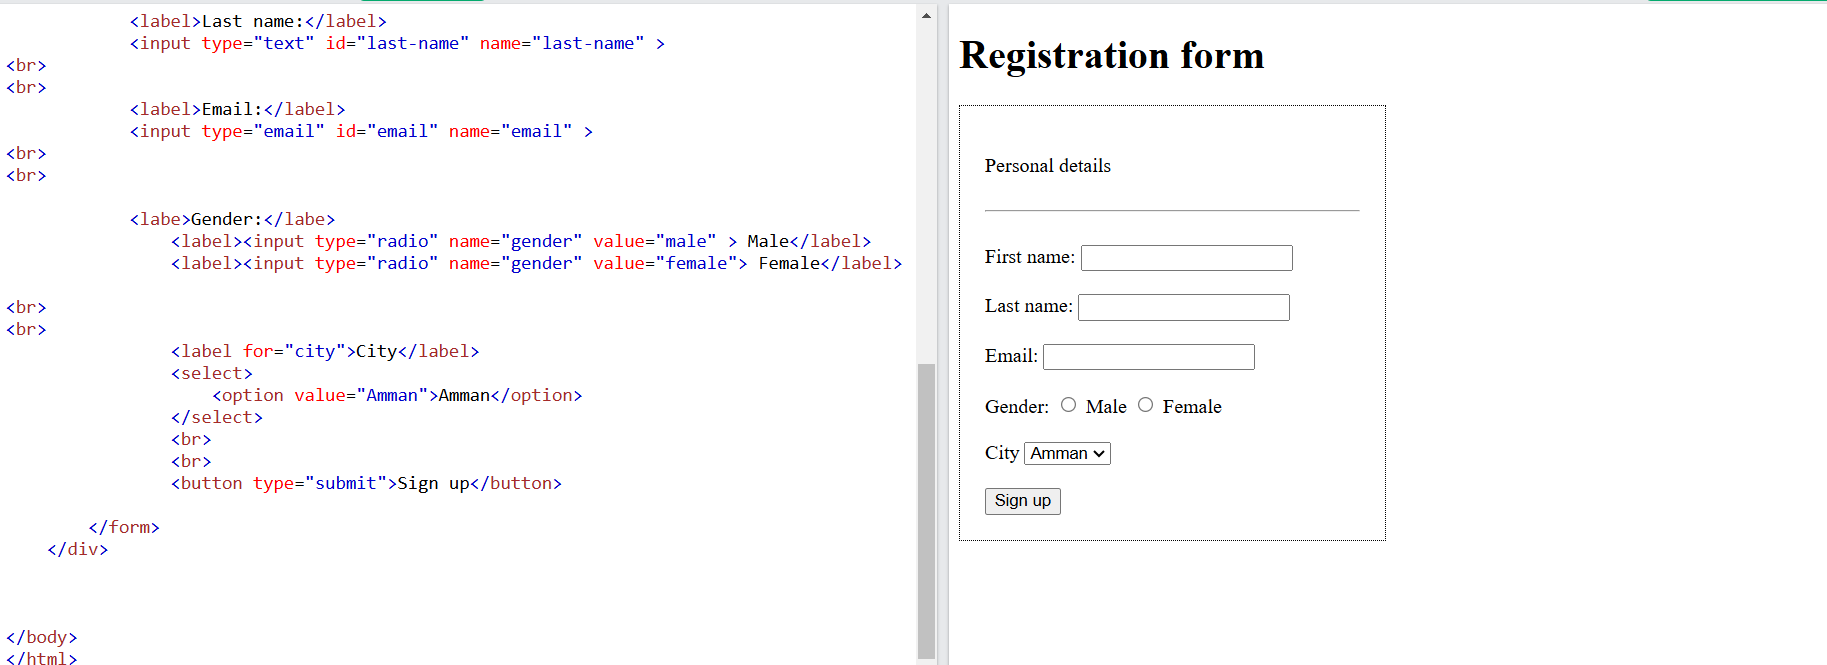 <label>Last name:</label>
<input type="text" id="last-name" name="last-name" >
<br>
<br>
<label>Email:</label>
<input type="email" id="email" name="email" >
<br>
<br>
<labe>Gender:</labe>
<label><input type="radio" name="gender" value="male" > Male</label>
<label><input type="radio" name="gender" value="female"> Female</label>
<br>
<br>
<label for="city">City</label>
<select>
<option value="Amman">Amman</option>
</select>
<br>
<br>
<button type="submit">Sign up</button>
</form>
</div>
</body>
</html>
Registration form
Personal details
First name:
Last name:
Email:
Gender: Male Female
City Amman
Sign up